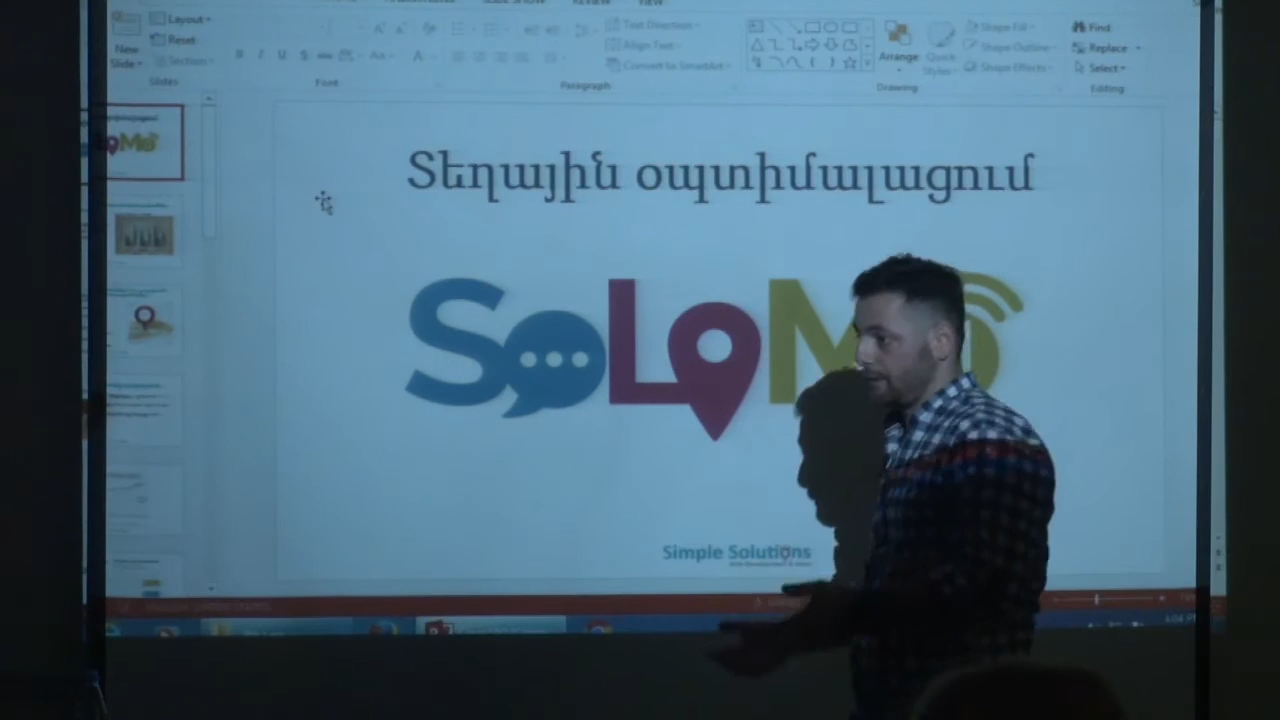 Layout
Reset
Section
New
Slide
Slides
Font
Text Direction
Align Text
Convert to SmartArt
Paragraph
Arrange
Quick
Styles
Shape Fill
Shape Outline
Shape Effects
Drawing
Find
Replace
Select
Editing
Տեղային օպտիմալացում
SoLoMo
Simple Solutions